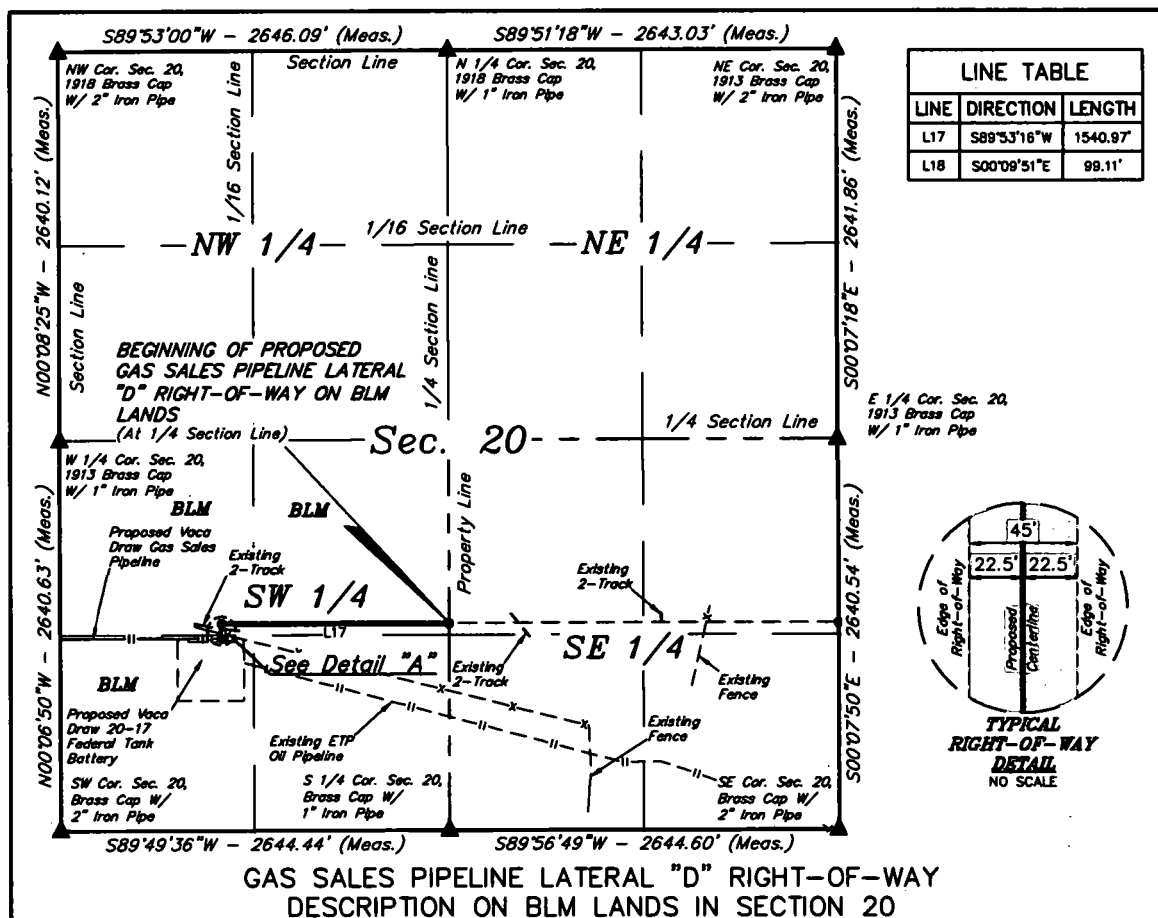 S89°53'00"W - 2646.09' (Meas.)
S89°51'18"W - 2643.03' (Meas.)
Section Line
NW Cor. Sec. 20,
1918 Brass Cap
W/ 2" Iron Pipe
N 1/4 Cor. Sec. 20,
1918 Brass Cap
W/ 1" Iron Pipe
NE Cor. Sec. 20,
1913 Brass Cap
W/ 2" Iron Pipe
LINE TABLE
LINE DIRECTION LENGTH
L17 S89°53'16"W 1540.97'
L18 S00°09'51"E 99.11'
N00°08'25"W - 2640.12' (Meas.)
Section Line
1/16 Section Line
1/16 Section Line
NW 1/4
NE 1/4
1/4 Section Line
S00°07'18"E - 2641.86' (Meas.)
BEGINNING OF PROPOSED
GAS SALES PIPELINE LATERAL
"D" RIGHT-OF-WAY ON BLM
LANDS
(At 1/4 Section Line)
Sec. 20
1/4 Section Line
E 1/4 Cor. Sec. 20,
1913 Brass Cap
W/ 1" Iron Pipe
W 1/4 Cor. Sec. 20,
1913 Brass Cap
W/ 1" Iron Pipe
BLM
BLM
Property Line
Proposed Vaca
Draw Gas Sales
Pipeline
Existing
2-Track
SW 1/4
L17
Existing
2-Track
SE 1/4
See Detail "A"
Existing
2-Track
Existing
Fence
BLM
Proposed Vaca
Draw 20-17
Federal Tank
Battery
Existing ETP
Oil Pipeline
Existing
Fence
N00°06'50"W - 2640.63' (Meas.)
S00°07'50"E - 2640.54' (Meas.)
SW Cor. Sec. 20,
Brass Cap W/
2" Iron Pipe
S 1/4 Cor. Sec. 20,
Brass Cap W/
1" Iron Pipe
SE Cor. Sec. 20,
Brass Cap W/
2" Iron Pipe
S89°49'36"W - 2644.44' (Meas.)
S89°56'49"W - 2644.60' (Meas.)
45'
22.5' 22.5'
Edge of
Right-of-Way
Proposed
Centerline
Edge of
Right-of-Way
TYPICAL
RIGHT-OF-WAY
DETAIL
NO SCALE
GAS SALES PIPELINE LATERAL "D" RIGHT-OF-WAY
DESCRIPTION ON BLM LANDS IN SECTION 20